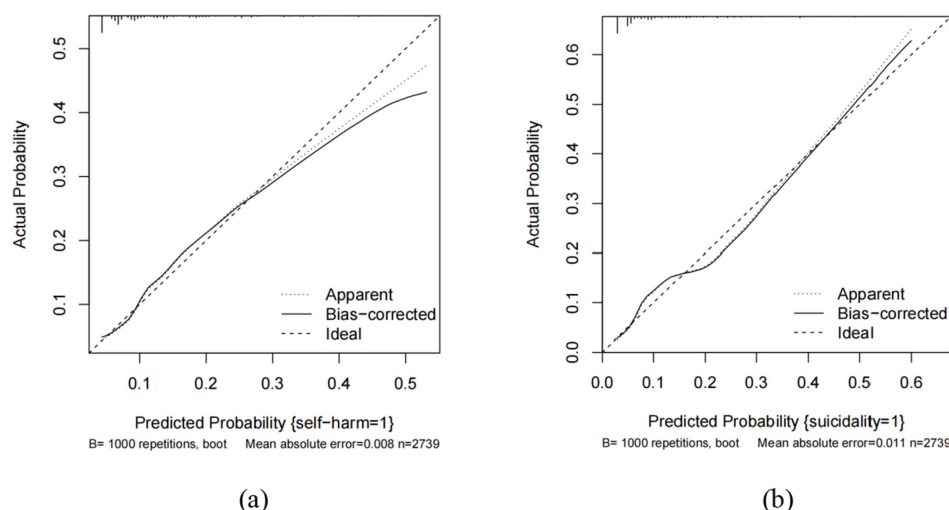 0.5
0.4
0.3
0.2
0.1
Actual Probability
Apparent
Bias−corrected
Ideal
0.1 0.2 0.3 0.4 0.5
Predicted Probability {self−harm=1}
B= 1000 repetitions, boot Mean absolute error=0.008 n=2739
(a)
0.6
0.5
0.4
0.3
0.2
0.1
0.0
Actual Probability
Apparent
Bias−corrected
Ideal
0.0 0.1 0.2 0.3 0.4 0.5 0.6
Predicted Probability {suicidality=1}
B= 1000 repetitions, boot Mean absolute error=0.011 n=2739
(b)